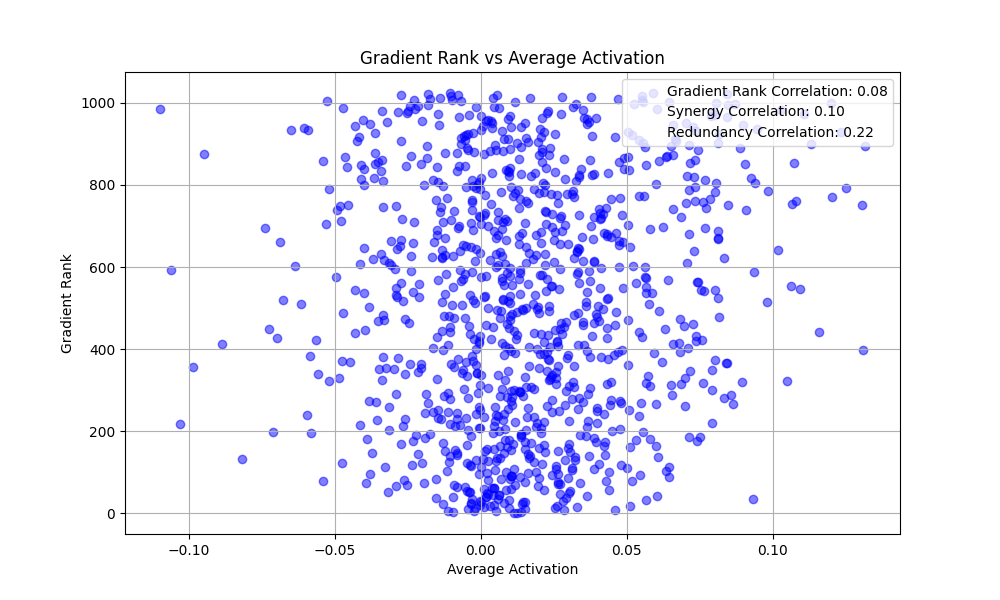 Gradient Rank vs Average Activation
Gradient Rank Correlation: 0.08
Synergy Correlation: 0.10
Redundancy Correlation: 0.22
1000
800
600
400
200
0
Gradient Rank
−0.10
−0.05
0.00
0.05
0.10
Average Activation